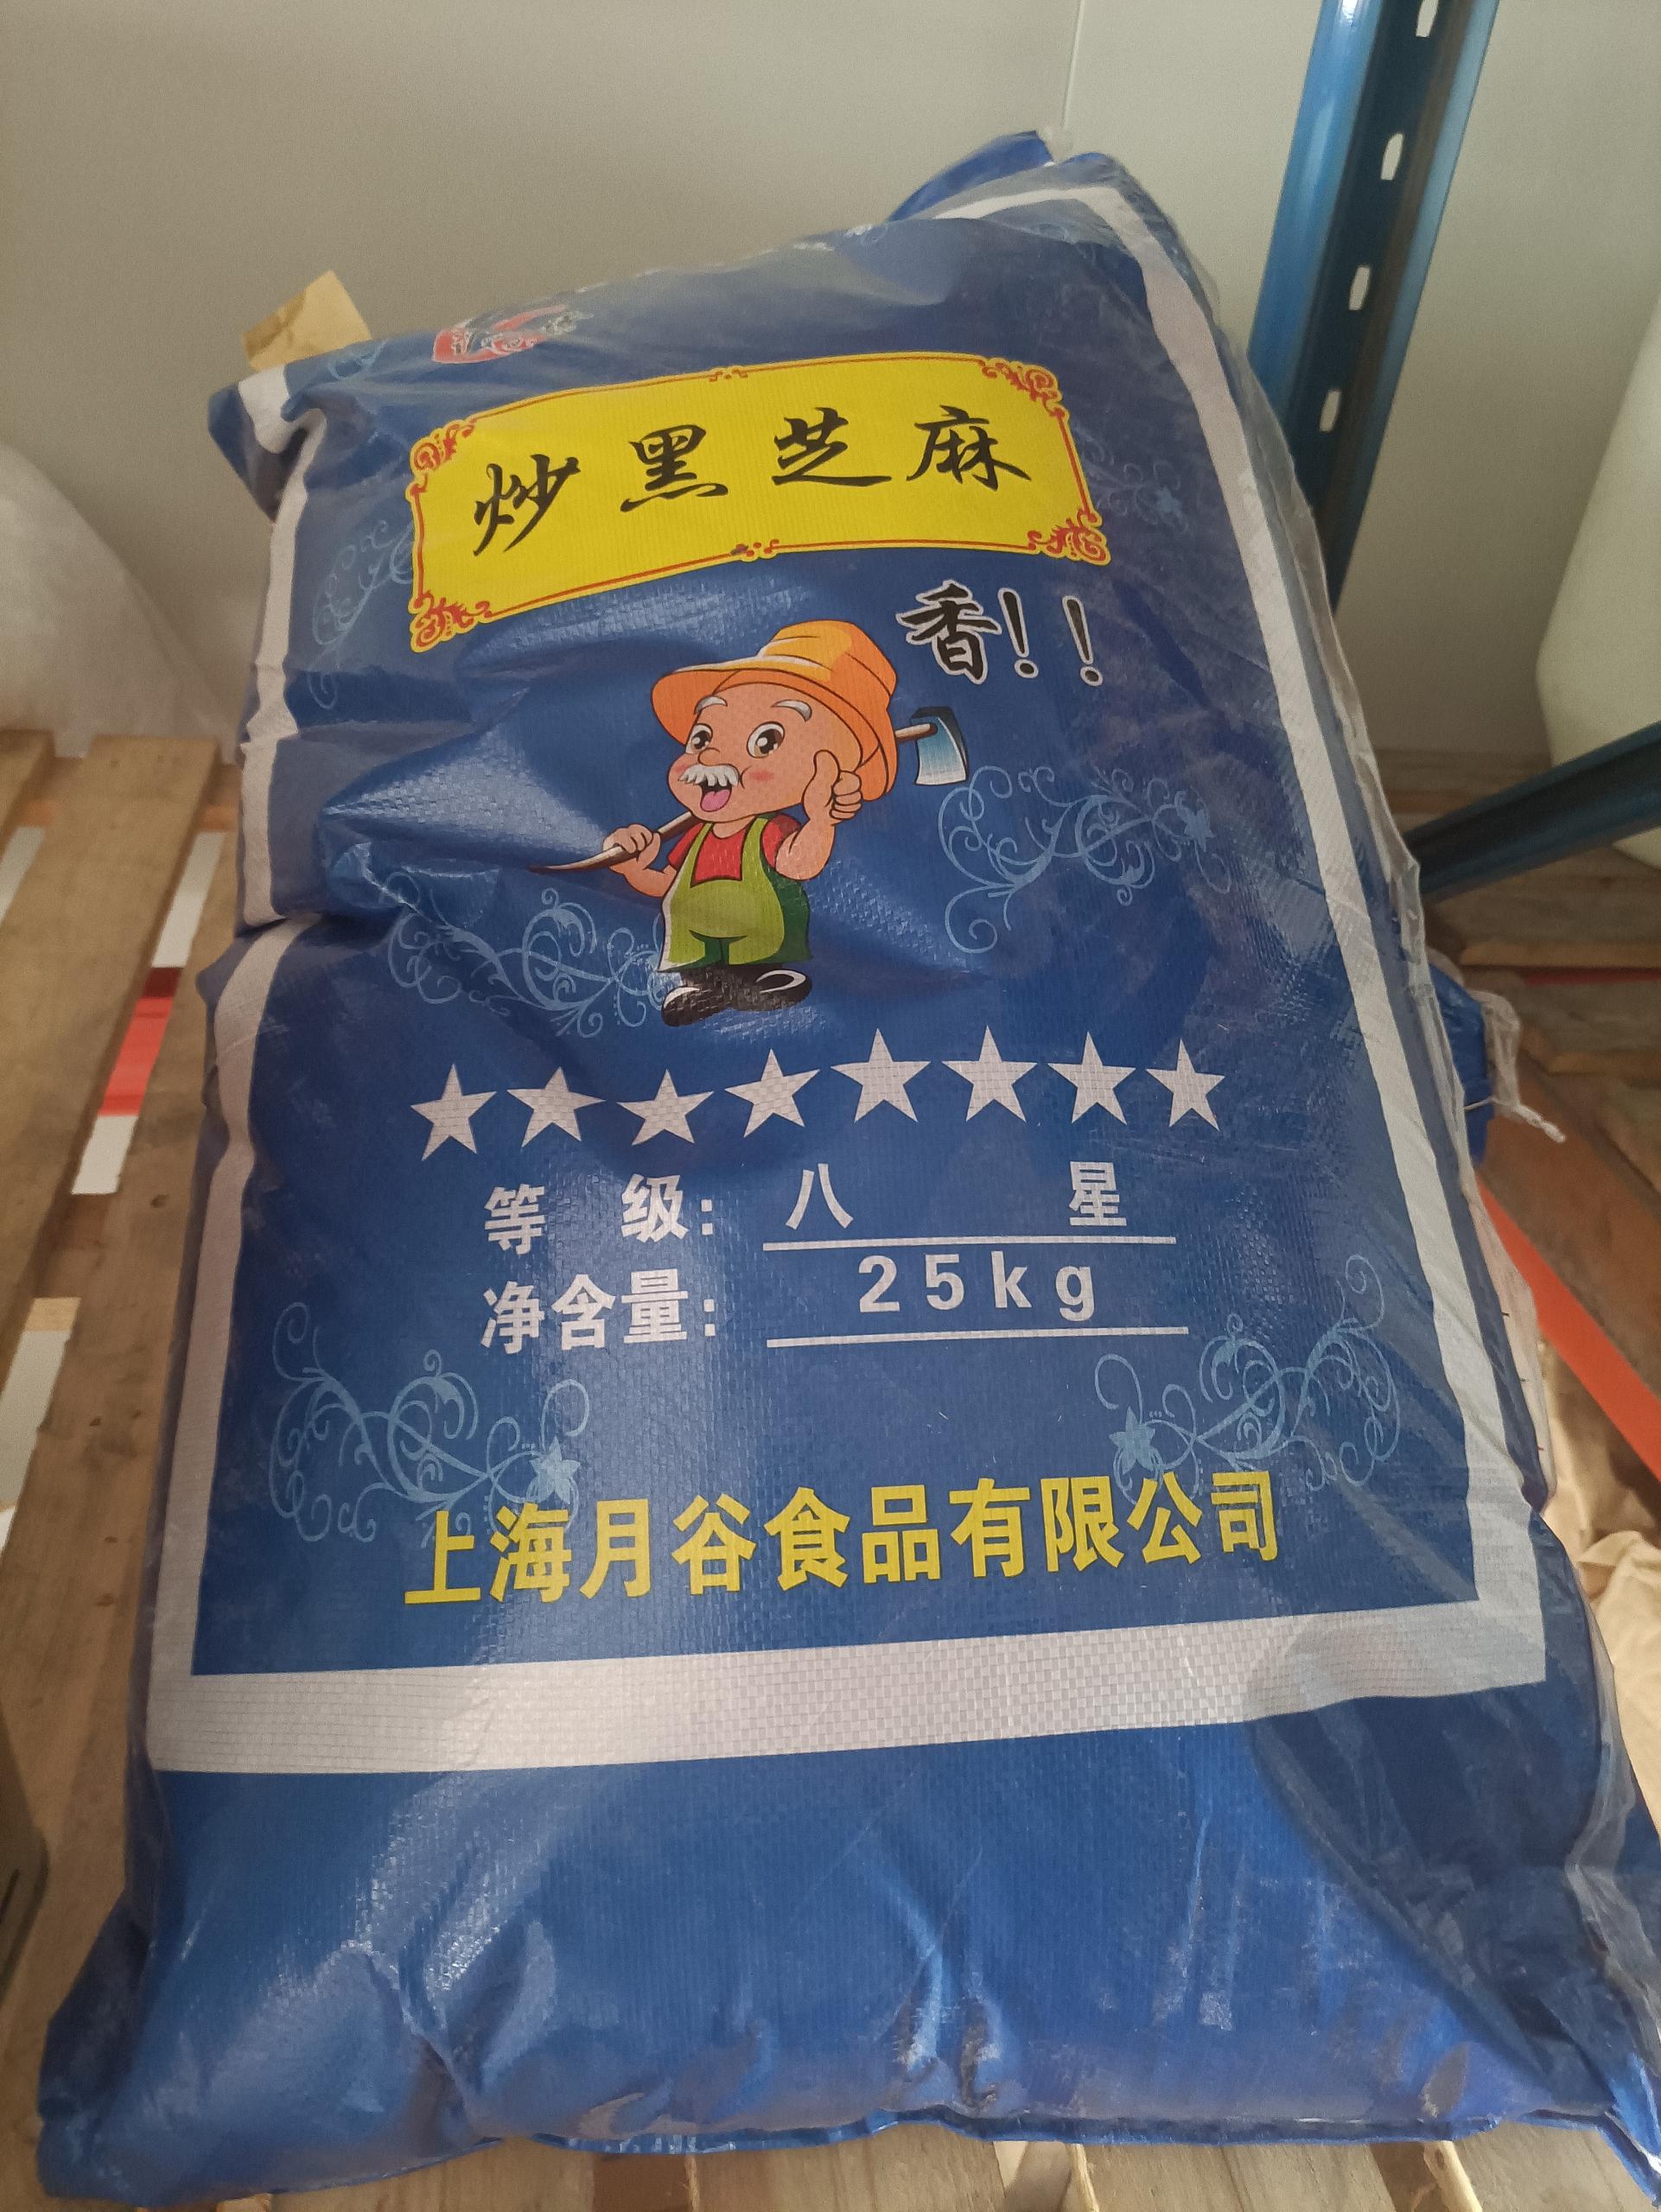 炒黑芝麻
香!!
等级: 八星
净含量: 25kg
上海月谷食品有限公司